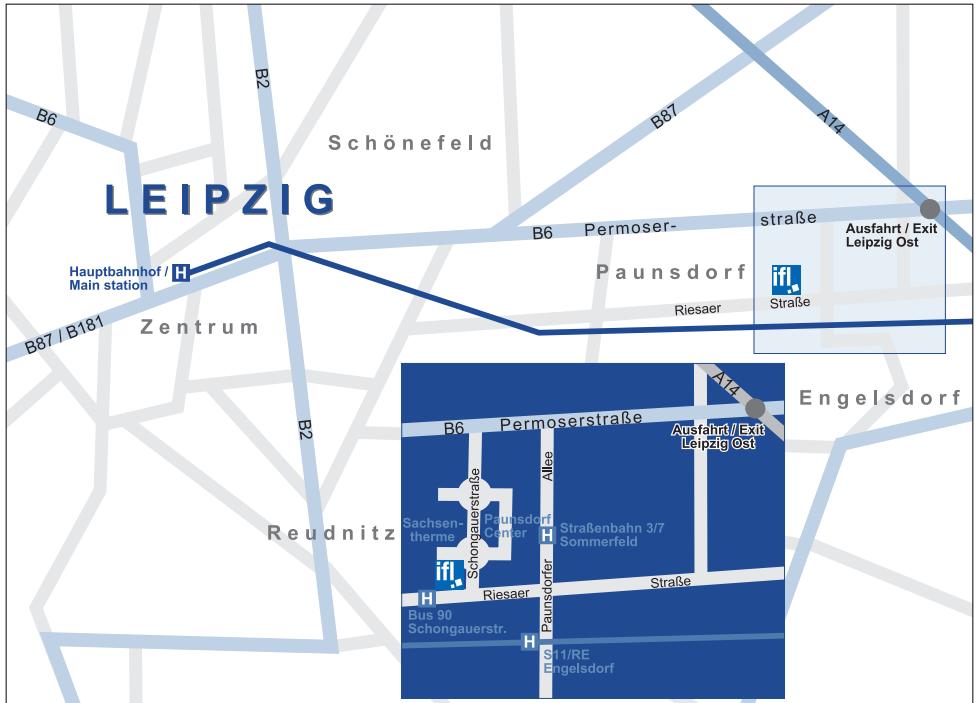 B2
B6
B87
A14
Schönefeld
LEIPZIG
B6 Permoser-
straße
Ausfahrt / Exit
Leipzig Ost
Hauptbahnhof / H
Main station
Paunsdorf
ifl
Riesaer
Straße
Zentrum
B87 / B181
B2
Engelsdorf
Reudnitz
A14
B6 Permoserstraße
Ausfahrt / Exit
Leipzig Ost
Schongauerstraße
Allee
Sachsen-
therme
Paunsdorf
Center
H Straßenbahn 3/7
Sommerfeld
ifl
Paunsdorfer
Riesaer
Straße
H
Bus 90
Schongauerstr.
H
S11/RE
Engelsdorf